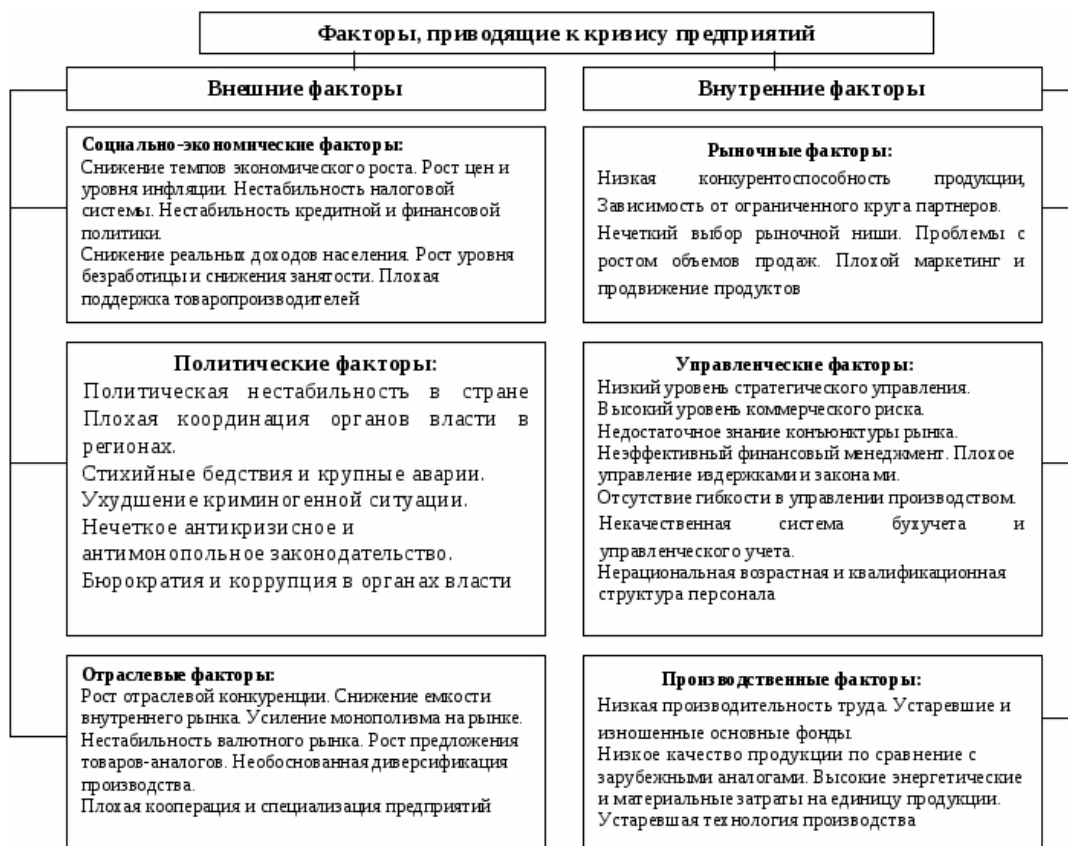 Факторы, приводящие к кризису предприятий
Внешние факторы
Социально-экономические факторы:
Снижение темпов экономического роста. Рост цен и
уровня инфляции. Нестабильность налоговой
системы. Нестабильность кредитной и финансовой
политики.
Снижение реальных доходов населения. Рост уровня
безработицы и снижения занятости. Плохая
поддержка товаропроизводителей
Политические факторы:
Политическая нестабильность в стране
Плохая координация органов власти в
регионах.
Стихийные бедствия и крупные аварии.
Ухудшение криминогенной ситуации.
Нечеткое антикризисное и
антимонопольное законодательство.
Бюрократия и коррупция в органах власти
Отраслевые факторы:
Рост отраслевой конкуренции. Снижение емкости
внутреннего рынка. Усиление монополизма на рынке.
Нестабильность валютного рынка. Рост предложения
товаров-аналогов. Необоснованная диверсификация
производства.
Плохая кооперация и специализация предприятий
Внутренние факторы
Рыночные факторы:
Низкая конкурентоспособность продукции,
Зависимость от ограниченного круга партнеров.
Нечеткий выбор рыночной ниши. Проблемы с
ростом объемов продаж. Плохой маркетинг и
продвижение продуктов
Управленческие факторы:
Низкий уровень стратегического управления.
Высокий уровень коммерческого риска.
Недостаточное знание конъюнктуры рынка.
Неэффективный финансовый менеджмент. Плохое
управление издержками и законами.
Отсутствие гибкости в управлении производством.
Некачественная система бухучета и
управленческого учета.
Нерациональная возрастная и квалификационная
структура персонала
Производственные факторы:
Низкая производительность труда. Устаревшие и
изношенные основные фонды.
Низкое качество продукции по сравнение с
зарубежными аналогами. Высокие энергетические
и материальные затраты на единицу продукции.
Устаревшая технология производства